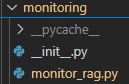 monitoring
__pycache__
__init__.py
monitor_rag.py